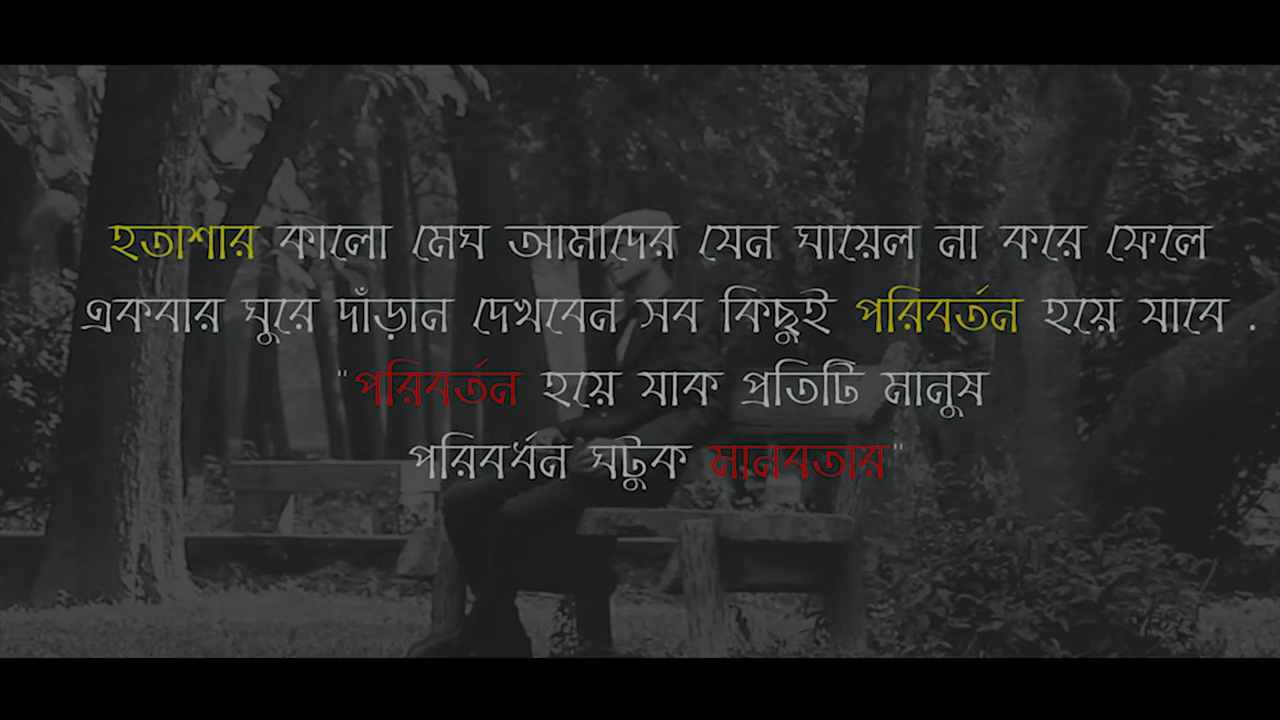 হতাশার কালো মেঘ আমাদের যেন ঘায়েল না করে ফেলে
একবার ঘুরে দাঁড়ান দেখবেন সব কিছুই পরিবর্তন হয়ে যাবে .
"পরিবর্তন হয়ে যাক প্রতিটি মানুষ
পরিবর্ধন ঘটুক মানবতার"